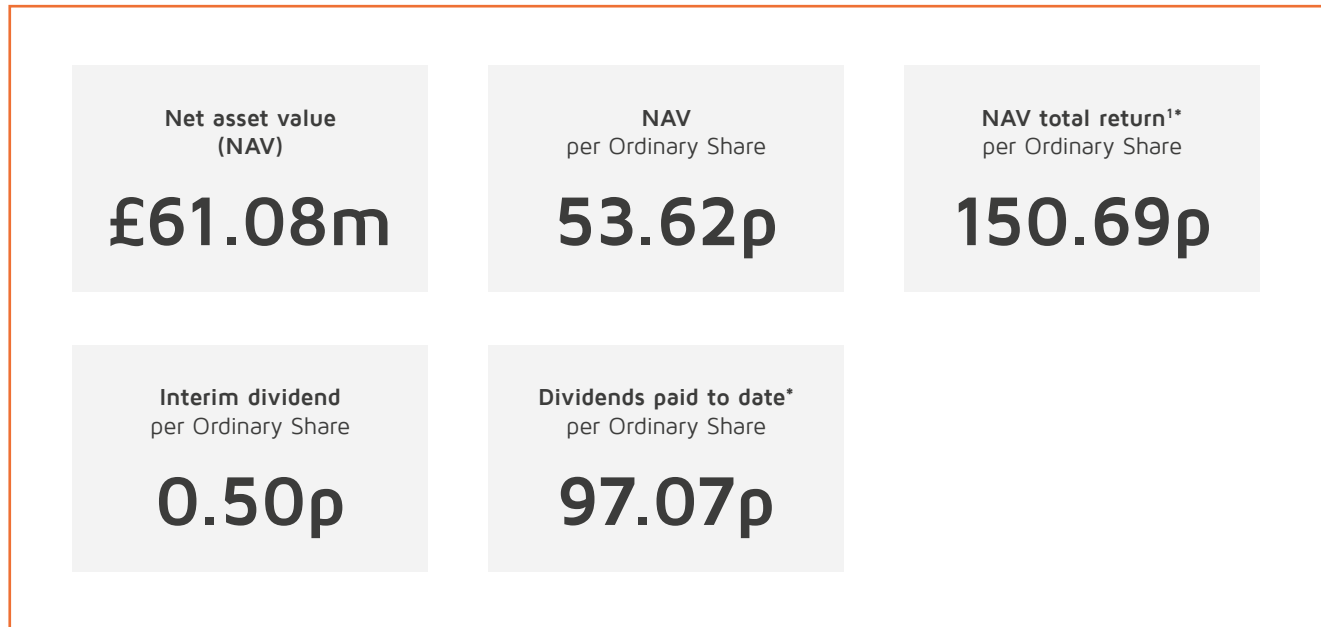 Net asset value
(NAV)
£61.08m
NAV
per Ordinary Share
53.62p
NAV total return¹*
per Ordinary Share
150.69p
Interim dividend
per Ordinary Share
0.50p
Dividends paid to date*
per Ordinary Share
97.07p